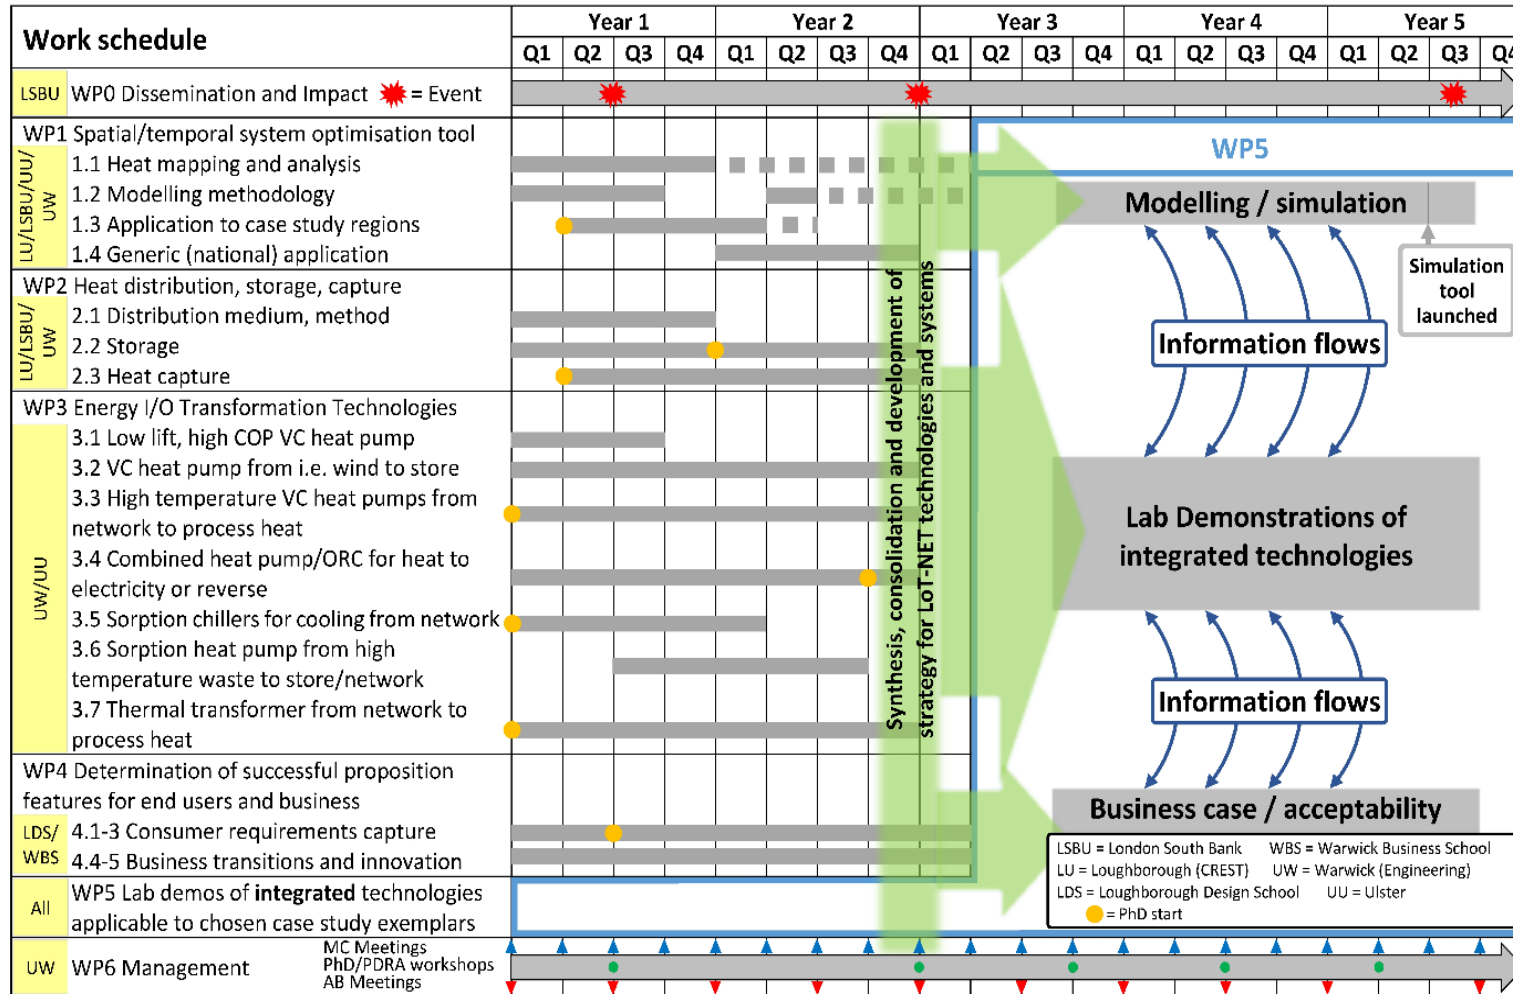 Work schedule
Year 1 Year 2 Year 3 Year 4 Year 5
Q1 Q2 Q3 Q4 Q1 Q2 Q3 Q4 Q1 Q2 Q3 Q4 Q1 Q2 Q3 Q4 Q1 Q2 Q3 Q4
LSBU WP0 Dissemination and Impact = Event
WP1 Spatial/temporal system optimisation tool
LU/LSBU/UU/
UW
1.1 Heat mapping and analysis
1.2 Modelling methodology
1.3 Application to case study regions
1.4 Generic (national) application
WP2 Heat distribution, storage, capture
LU/LSBU/
UW
2.1 Distribution medium, method
2.2 Storage
2.3 Heat capture
WP3 Energy I/O Transformation Technologies
UW/UU
3.1 Low lift, high COP VC heat pump
3.2 VC heat pump from i.e. wind to store
3.3 High temperature VC heat pumps from
network to process heat
3.4 Combined heat pump/ORC for heat to
electricity or reverse
3.5 Sorption chillers for cooling from network
3.6 Sorption heat pump from high
temperature waste to store/network
3.7 Thermal transformer from network to
process heat
WP4 Determination of successful proposition
features for end users and business
LDS/
WBS
4.1-3 Consumer requirements capture
4.4-5 Business transitions and innovation
All
WP5 Lab demos of integrated technologies
applicable to chosen case study exemplars
UW WP6 Management
MC Meetings
PhD/PDRA workshops
AB Meetings
Synthesis, consolidation and development of
strategy for LoT-NET technologies and systems
WP5
Modelling / simulation
Simulation
tool
launched
Information flows
Lab Demonstrations of
integrated technologies
Information flows
Business case / acceptability
LSBU = London South Bank WBS = Warwick Business School
LU = Loughborough (CREST) UW = Warwick (Engineering)
LDS = Loughborough Design School UU = Ulster
= PhD start